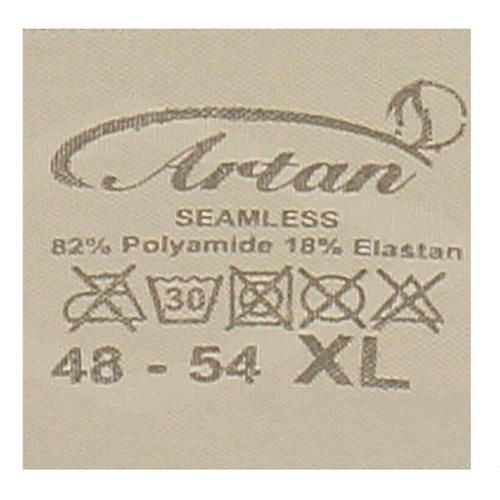 Artan
SEAMLESS
82% Polyamide 18% Elastan
30
48 - 54 XL